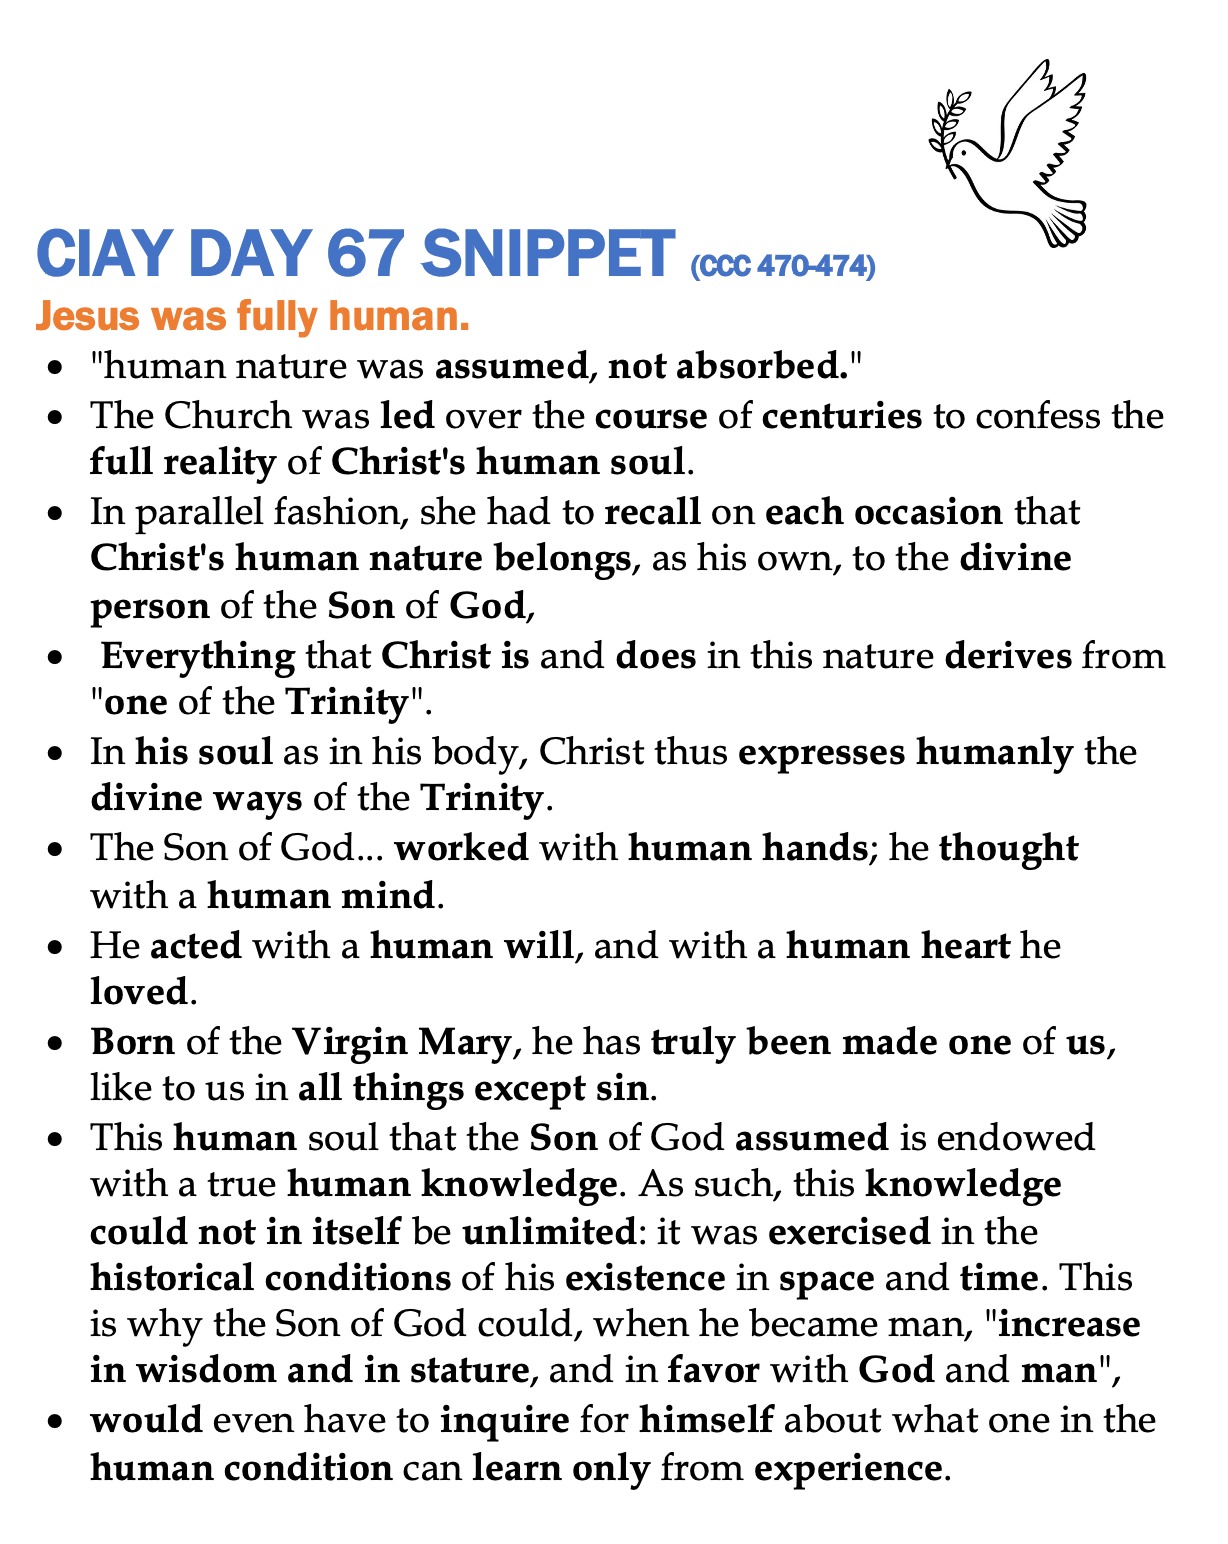 CIAY DAY 67 SNIPPET (CCC 470-474)
Jesus was fully human.
• "human nature was assumed, not absorbed."
• The Church was led over the course of centuries to confess the
full reality of Christ's human soul.
• In parallel fashion, she had to recall on each occasion that
Christ's human nature belongs, as his own, to the divine
person of the Son of God,
• Everything that Christ is and does in this nature derives from
"one of the Trinity".
• In his soul as in his body, Christ thus expresses humanly the
divine ways of the Trinity.
• The Son of God... worked with human hands; he thought
with a human mind.
• He acted with a human will, and with a human heart he
loved.
• Born of the Virgin Mary, he has truly been made one of us,
like to us in all things except sin.
• This human soul that the Son of God assumed is endowed
with a true human knowledge. As such, this knowledge
could not in itself be unlimited: it was exercised in the
historical conditions of his existence in space and time. This
is why the Son of God could, when he became man, "increase
in wisdom and in stature, and in favor with God and man",
• would even have to inquire for himself about what one in the
human condition can learn only from experience.